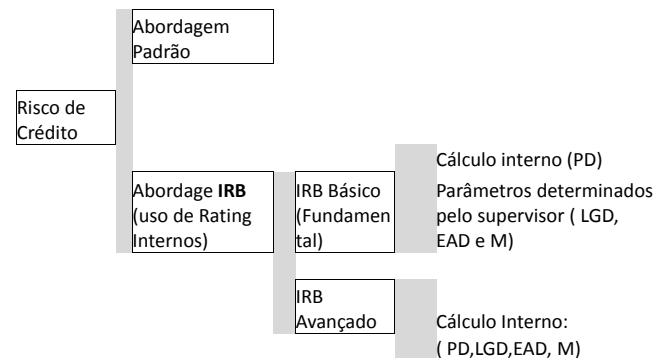 Abordagem
Padrão
Risco de
Crédito
Abordage IRB
(uso de Rating
Internos)
IRB Básico
(Fundamen
tal)
Cálculo interno (PD)
Parâmetros determinados
pelo supervisor ( LGD,
EAD e M)
IRB
Avançado
Cálculo Interno:
( PD,LGD,EAD, M)